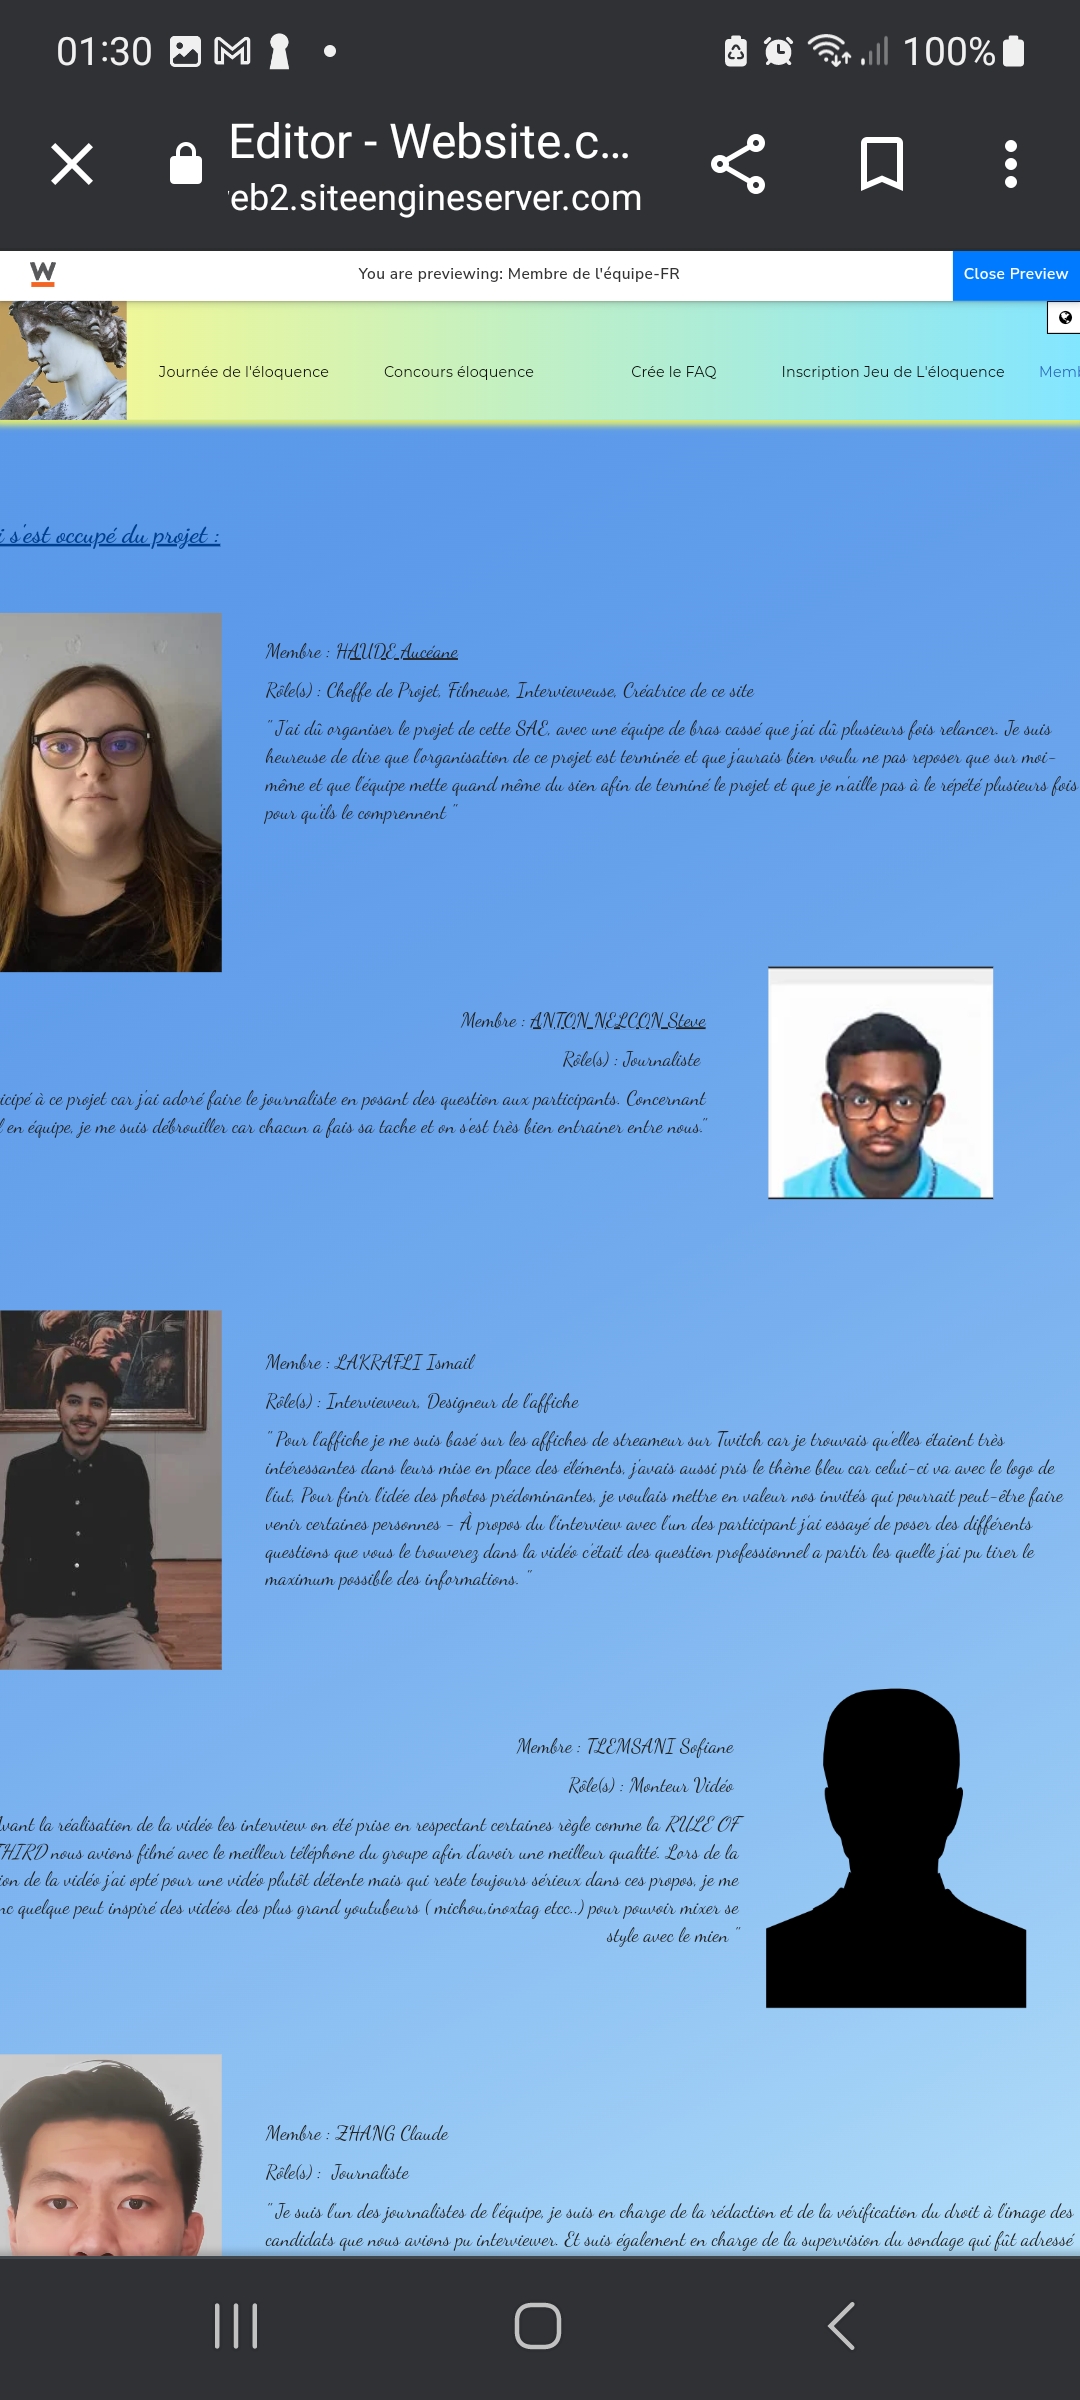 01:30
100%
Editor - Website.c...
eb2.siteengineserver.com
W
You are previewing: Membre de l'équipe-FR
Close Preview
Journée de l'éloquence
Concours éloquence
Crée le FAQ
Inscription Jeu de L'éloquence
Memb
i s'est occupé du projet :
Membre : HAUDE Aucéane
Rôle(s) : Cheffe de Projet, Filmeuse, Intervieweuse, Créatrice de ce site
" J'ai dû organiser le projet de cette SAE, avec une équipe de bras cassé que j'ai dû plusieurs fois relancer. Je suis
heureuse de dire que l'organisation de ce projet est terminée et que j'aurais bien voulu ne pas reposer que sur moi-
même et que l'équipe mette quand même du sien afin de terminé le projet et que je n'aille pas à le répété plusieurs fois
pour qu'ils le comprennent "
Membre : ANTON NELCON Steve
Rôle(s) : Journaliste
icipé à ce projet car j'ai adoré faire le journaliste en posant des question aux participants. Concernant
l en équipe, je me suis débrouiller car chacun a fais sa tache et on s'est très bien entrainer entre nous."
Membre : LAKRAFLI Ismail
Rôle(s) : Intervieweur, Designeur de l'affiche
" Pour l'affiche je me suis basé sur les affiches de streameur sur Twitch car je trouvais qu'elles étaient très
intéressantes dans leurs mise en place des éléments, j'avais aussi pris le thème bleu car celui-ci va avec le logo de
l'iut, Pour finir l'idée des photos prédominantes, je voulais mettre en valeur nos invités qui pourrait peut-être faire
venir certaines personnes - À propos du l'interview avec l'un des participant j'ai essayé de poser des différents
questions que vous le trouverez dans la vidéo c'était des question professionnel a partir les quelle j'ai pu tirer le
maximum possible des informations. "
Membre : TLEMSANI Sofiane
Rôle(s) : Monteur Vidéo
Avant la réalisation de la vidéo les interview on été prise en respectant certaines règle comme la RULE OF
THIRD nous avions filmé avec le meilleur téléphone du groupe afin d'avoir une meilleur qualité. Lors de la
ion de la vidéo j'ai opté pour une vidéo plutôt détente mais qui reste toujours sérieux dans ces propos, je me
nc quelque peut inspiré des vidéos des plus grand youtubeurs ( michou,inoxtag etcc..) pour pouvoir mixer se
style avec le mien "
Membre : ZHANG Claude
Rôle(s) : Journaliste
" Je suis l'un des journalistes de l'équipe, je suis en charge de la rédaction et de la vérification du droit à l'image des
candidats que nous avions pu interviewer. Et suis également en charge de la supervision du sondage qui fût adressé